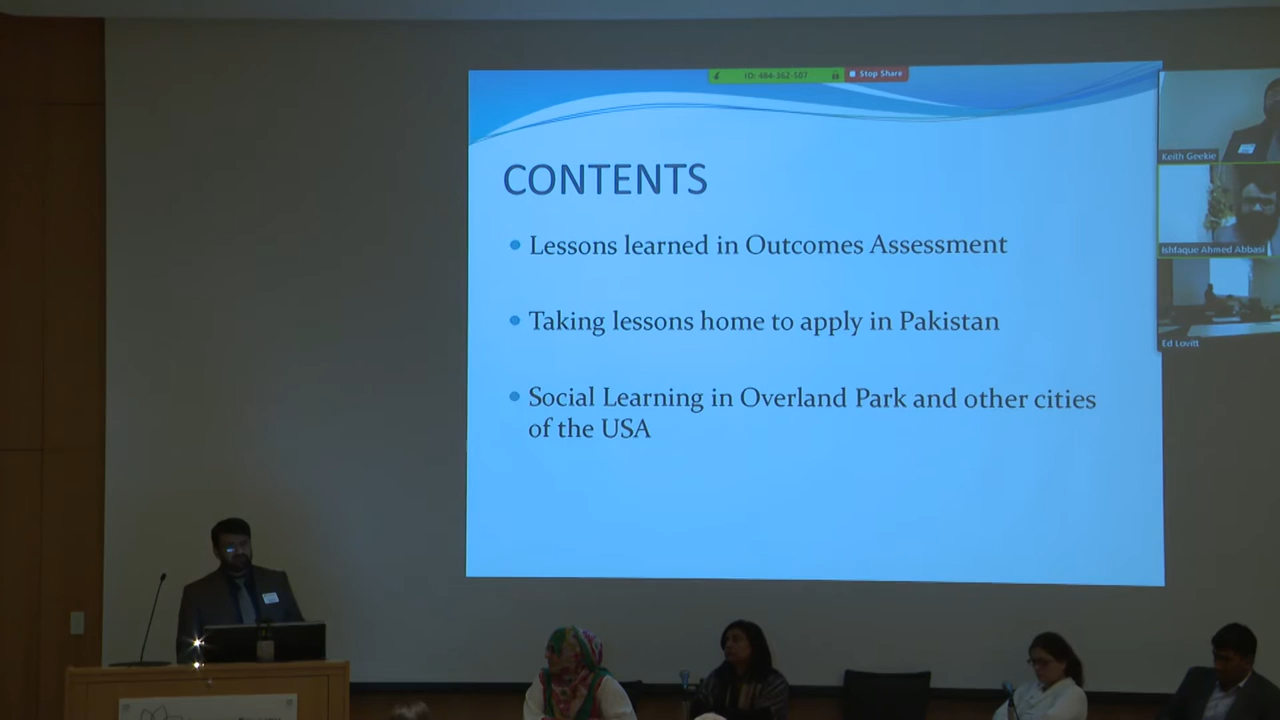 ID: 484-362-507
Stop Share
CONTENTS
Lessons learned in Outcomes Assessment
Taking lessons home to apply in Pakistan
Social Learning in Overland Park and other cities
of the USA
Keith Geekie
Ishfaque Ahmed Abbasi
Ed Lovitt